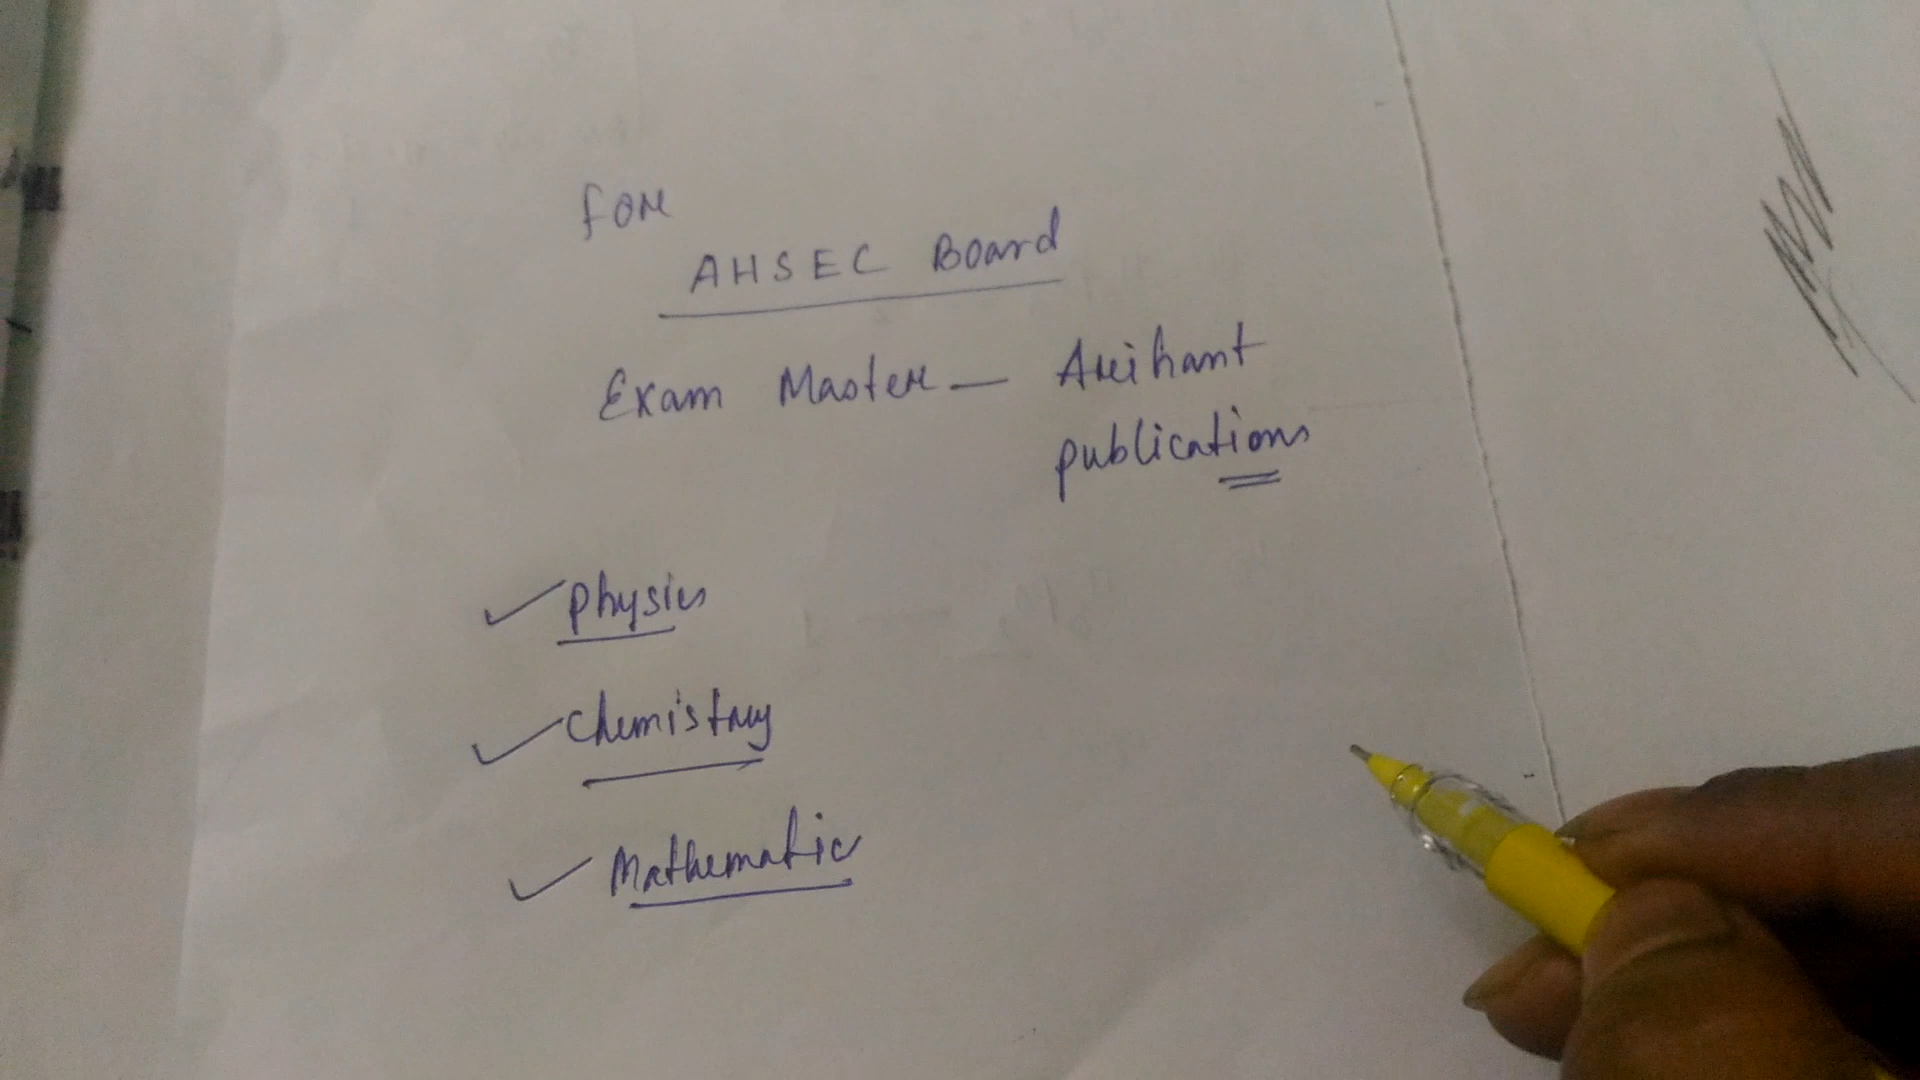 for
AHSEC Board
Exam Master — Arihant
publications
✓ physics
✓ chemistry
✓ Mathematic